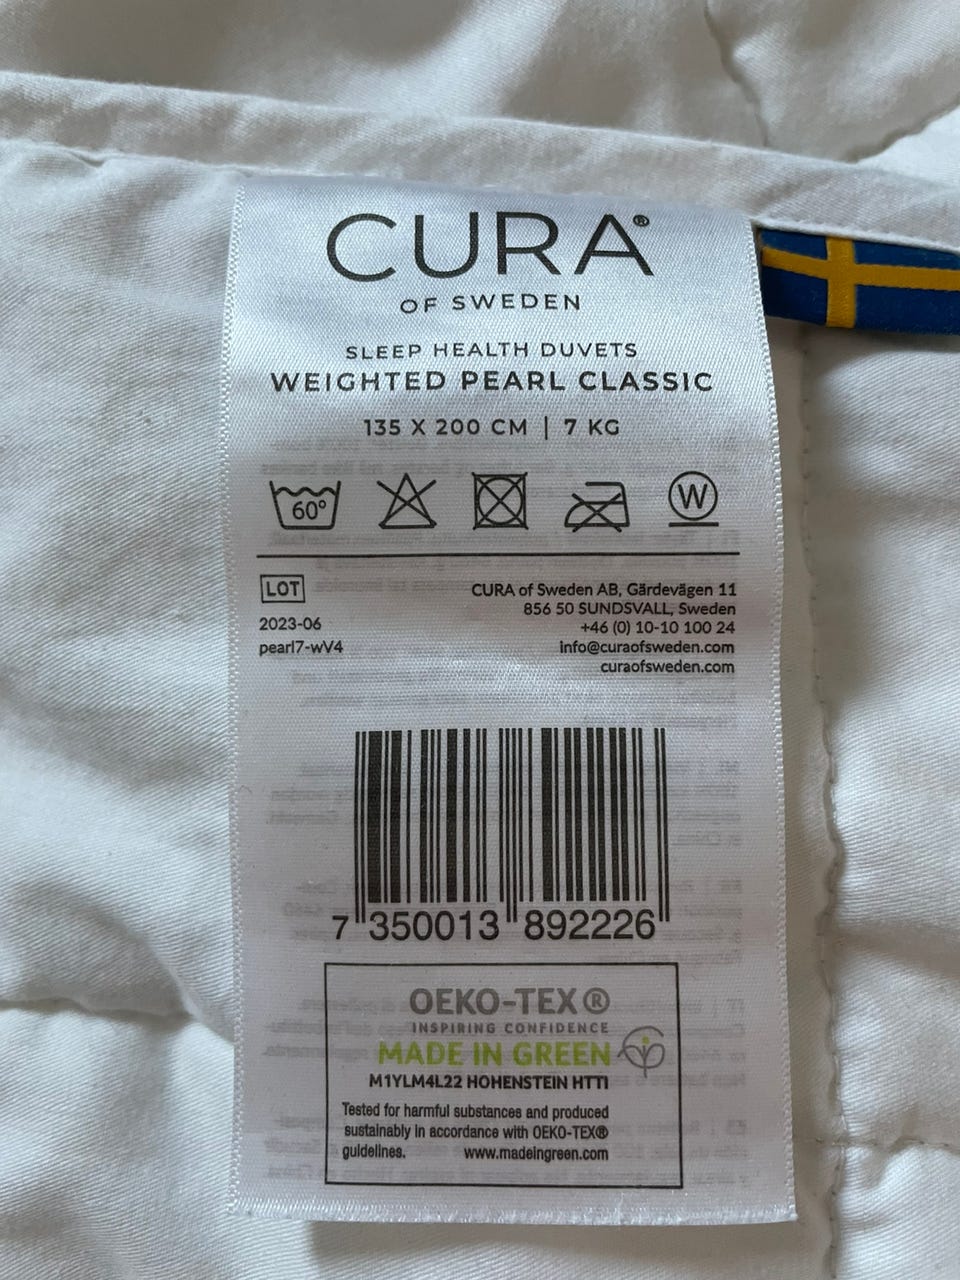 CURA®
OF SWEDEN
SLEEP HEALTH DUVETS
WEIGHTED PEARL CLASSIC
135 X 200 CM | 7 KG
60° W
LOT
2023-06
pearl7-wV4
CURA of Sweden AB, Gärdevägen 11
856 50 SUNDSVALL, Sweden
+46 (0) 10-10 100 24
info@curaofsweden.com
curaofsweden.com
7 350013 892226
OEKO-TEX®
INSPIRING CONFIDENCE
MADE IN GREEN
M1YLM4L22 HOHENSTEIN HTTI
Tested for harmful substances and produced
sustainably in accordance with OEKO-TEX®
guidelines. www.madeingreen.com